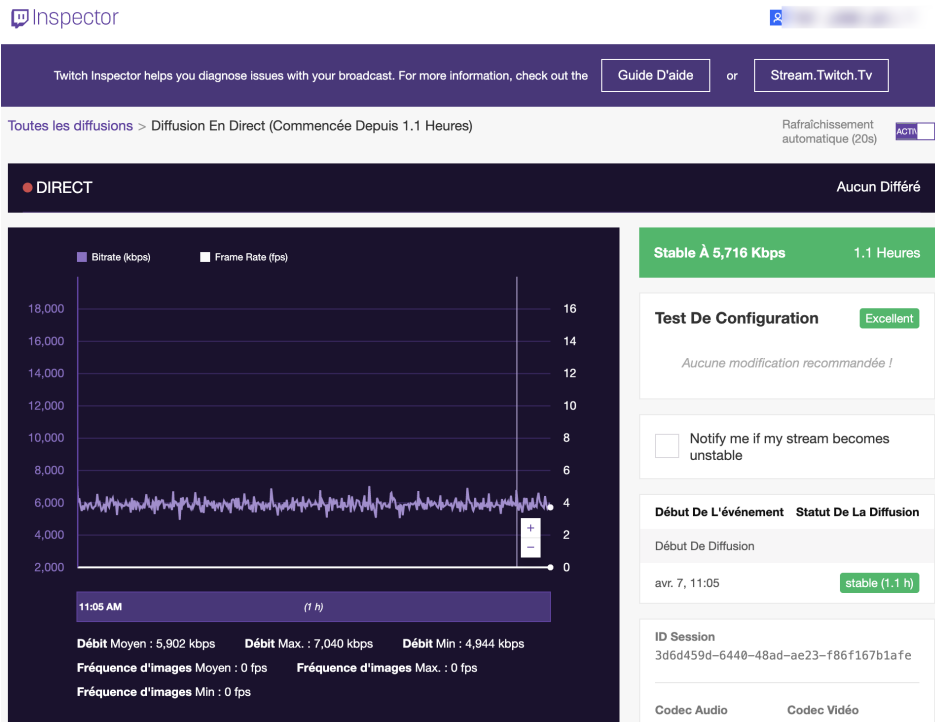 Inspector
Twitch Inspector helps you diagnose issues with your broadcast. For more information, check out the Guide D'aide or Stream.Twitch.Tv
Toutes les diffusions > Diffusion En Direct (Commencée Depuis 1.1 Heures)
Rafraîchissement
automatique (20s)
ACTIV
DIRECT
Aucun Différé
Bitrate (kbps)
Frame Rate (fps)
18,000 16
16,000 14
14,000 12
12,000 10
10,000 8
8,000 6
6,000 4
4,000 2
2,000 0
+
−
11:05 AM (1 h)
Débit Moyen : 5,902 kbps Débit Max. : 7,040 kbps Débit Min : 4,944 kbps
Fréquence d'images Moyen : 0 fps Fréquence d'images Max. : 0 fps
Fréquence d'images Min : 0 fps
Stable À 5,716 Kbps 1.1 Heures
Test De Configuration Excellent
Aucune modification recommandée !
Notify me if my stream becomes
unstable
Début De L'événement Statut De La Diffusion
Début De Diffusion
avr. 7, 11:05 stable (1.1 h)
ID Session
3d6d459d-6440-48ad-ae23-f86f167b1afe
Codec Audio Codec Vidéo